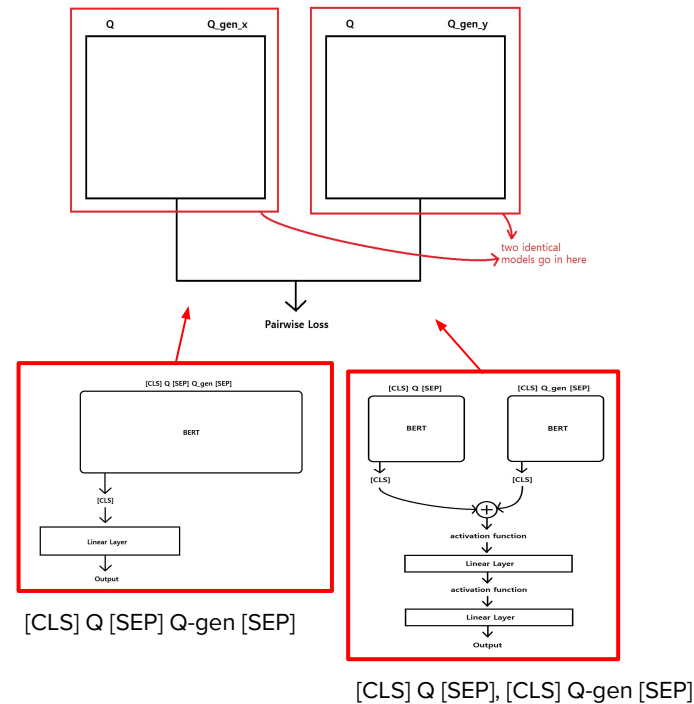 Q Q_gen_x
Q Q_gen_y
two identical
models go in here
Pairwise Loss
[CLS] Q [SEP] Q_gen [SEP]
BERT
[CLS]
Linear Layer
Output
[CLS] Q [SEP] Q-gen [SEP]
[CLS] Q [SEP] [CLS] Q_gen [SEP]
BERT BERT
[CLS] [CLS]
+
activation function
Linear Layer
activation function
Linear Layer
Output
[CLS] Q [SEP], [CLS] Q-gen [SEP]